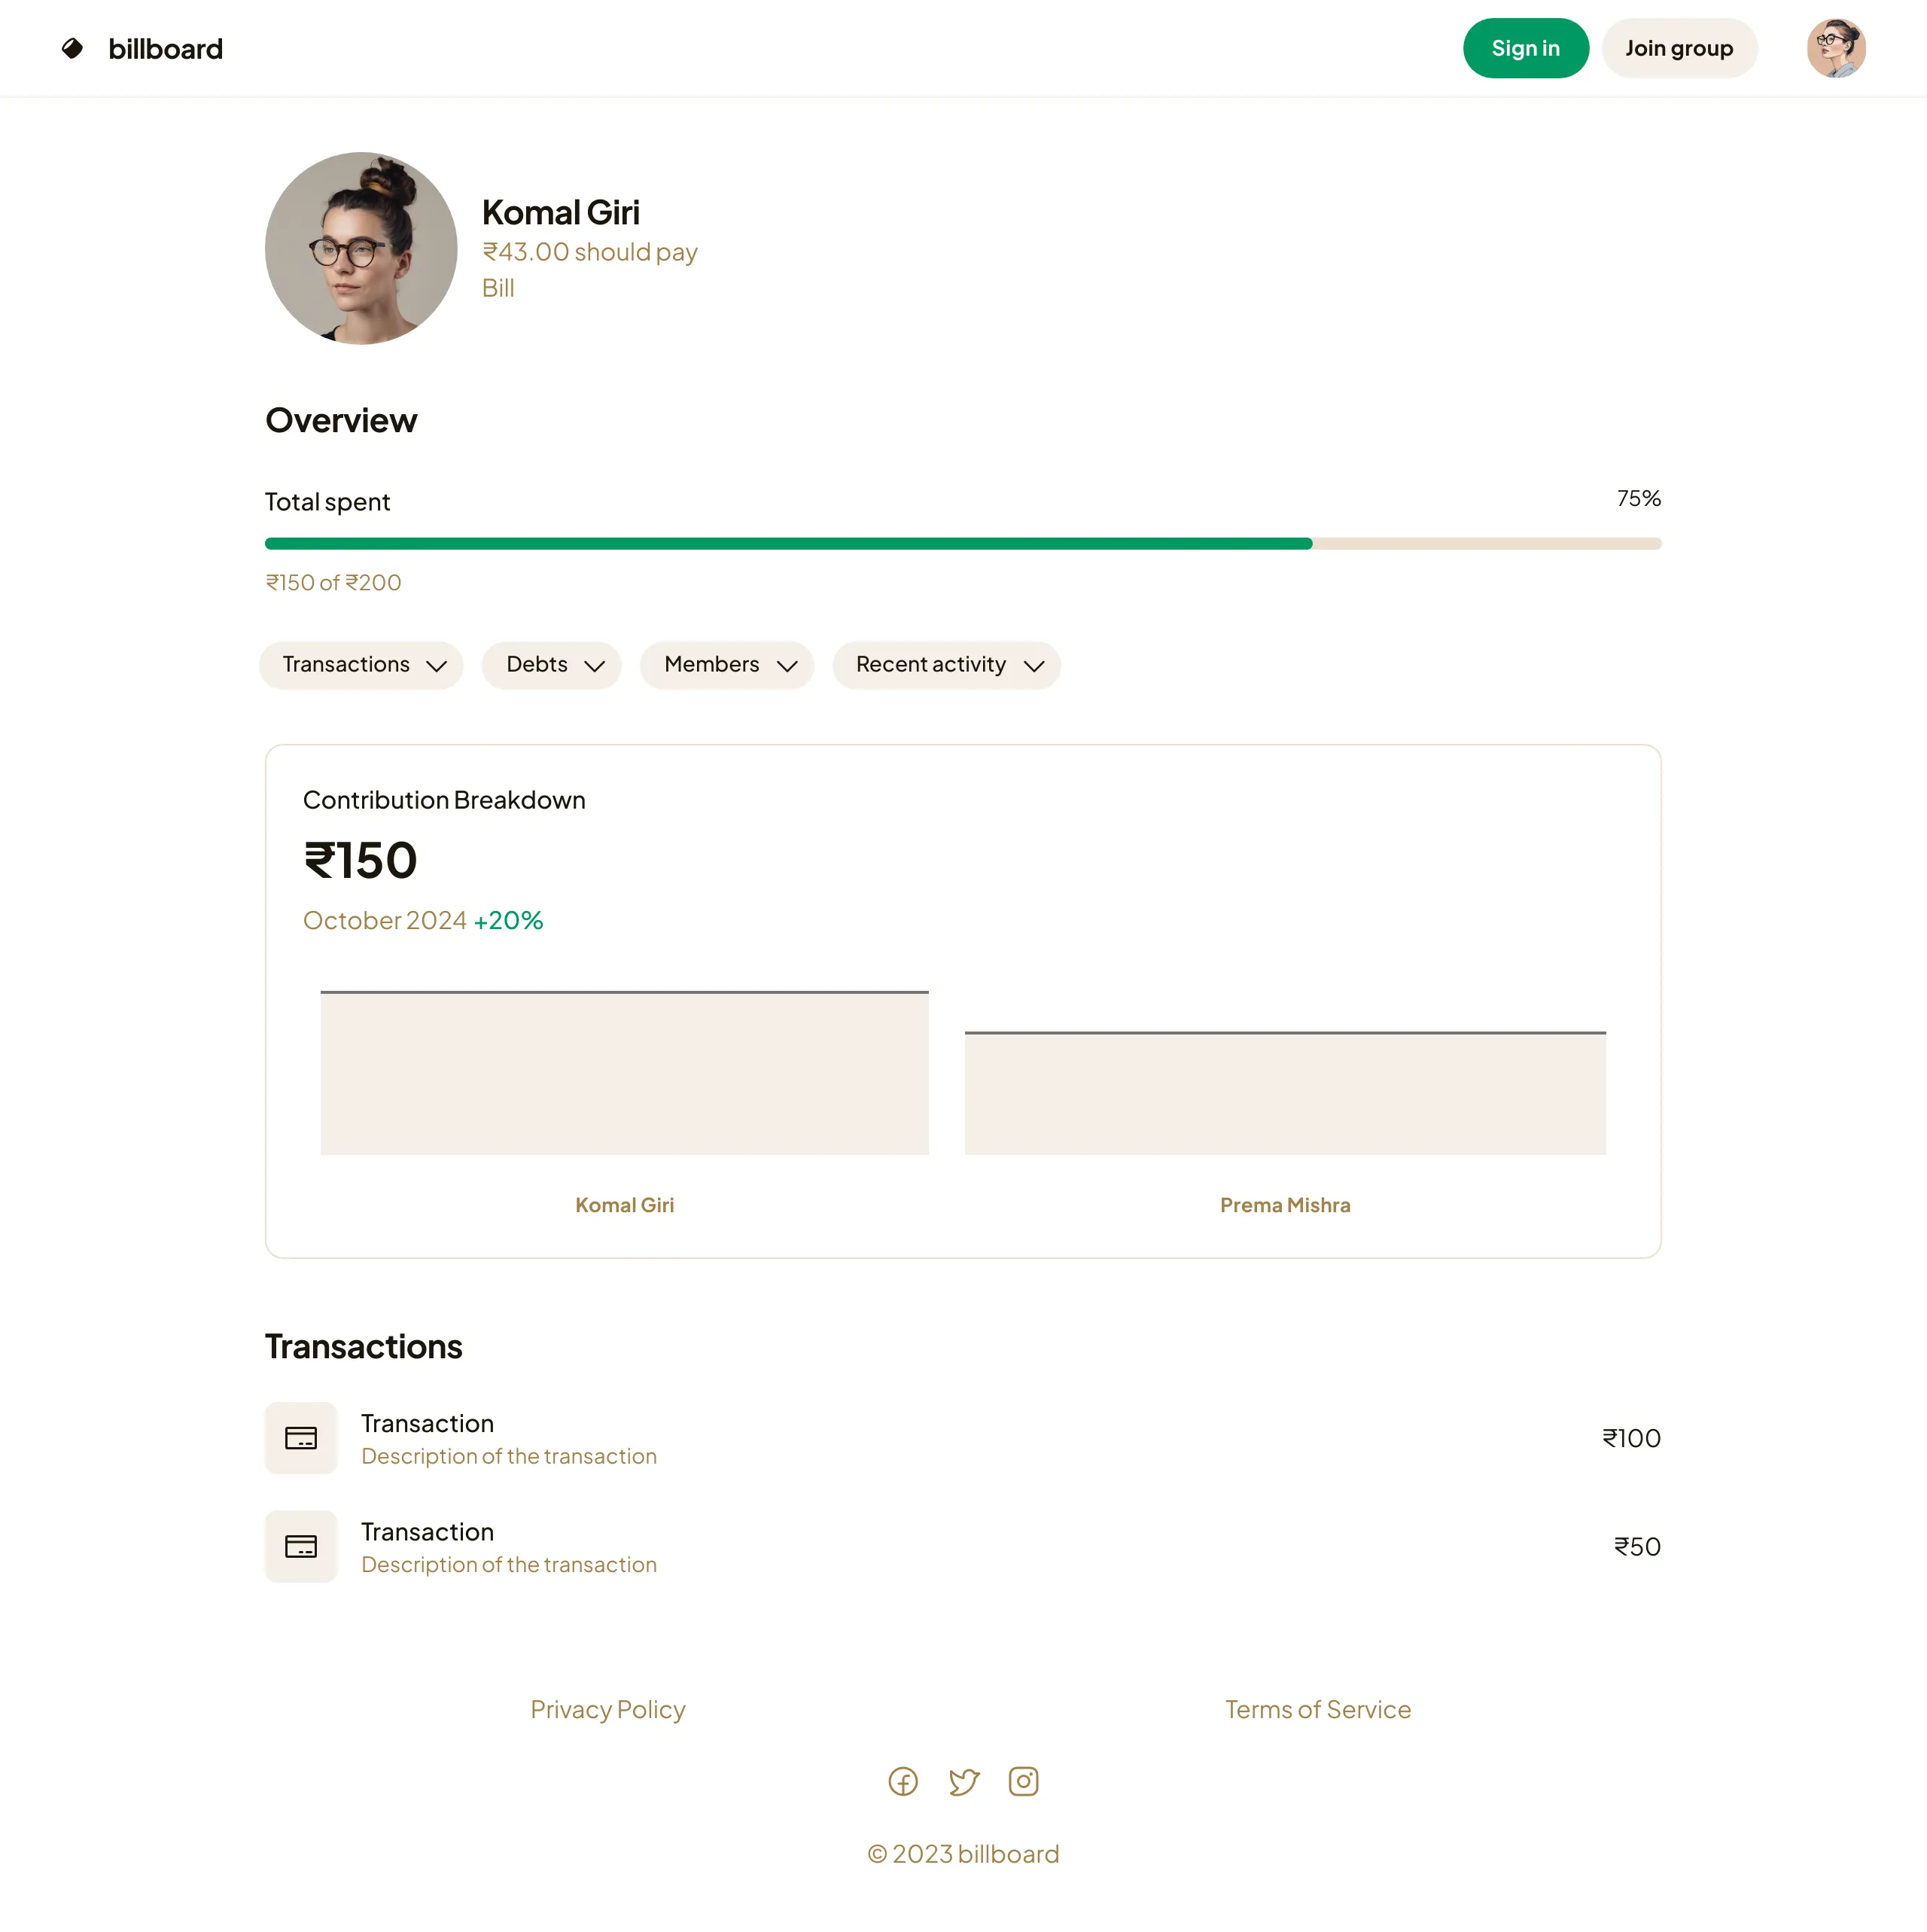 billboard
Sign in
Join group
Komal Giri
₹43.00 should pay
Bill
Overview
Total spent
75%
₹150 of ₹200
Transactions
Debts
Members
Recent activity
Contribution Breakdown
₹150
October 2024 +20%
Komal Giri
Prema Mishra
Transactions
Transaction
Description of the transaction
₹100
Transaction
Description of the transaction
₹50
Privacy Policy
Terms of Service
© 2023 billboard